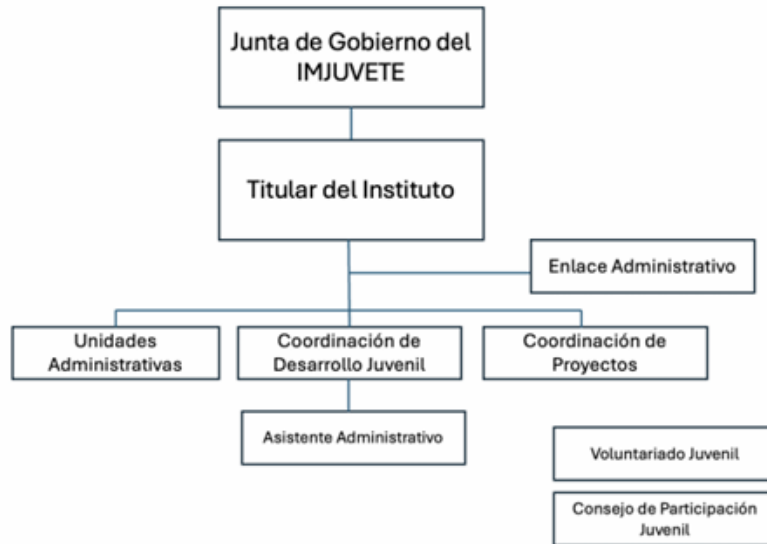 Junta de Gobierno del
IMJUVETE
Titular del Instituto
Enlace Administrativo
Unidades
Administrativas
Coordinación de
Desarrollo Juvenil
Coordinación de
Proyectos
Asistente Administrativo
Voluntariado Juvenil
Consejo de Participación
Juvenil